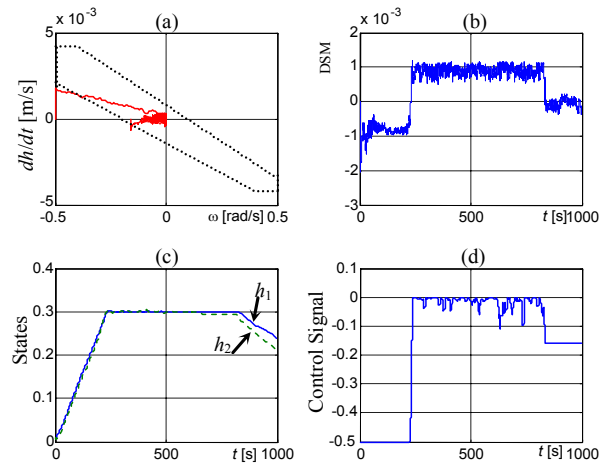 (a)
× 10⁻³
5
0
-5
dh/dt [m/s]
-0.5
0
ω [rad/s]
0.5
(b)
× 10⁻³
DSM
2
1
0
-1
-2
-3
0
500
t [s]
1000
(c)
0.4
0.3
0.2
0.1
0
States
h₁
h₂
0
500
t [s]
1000
(d)
0.1
0
-0.1
-0.2
-0.3
-0.4
-0.5
Control Signal
0
500
t [s]
1000